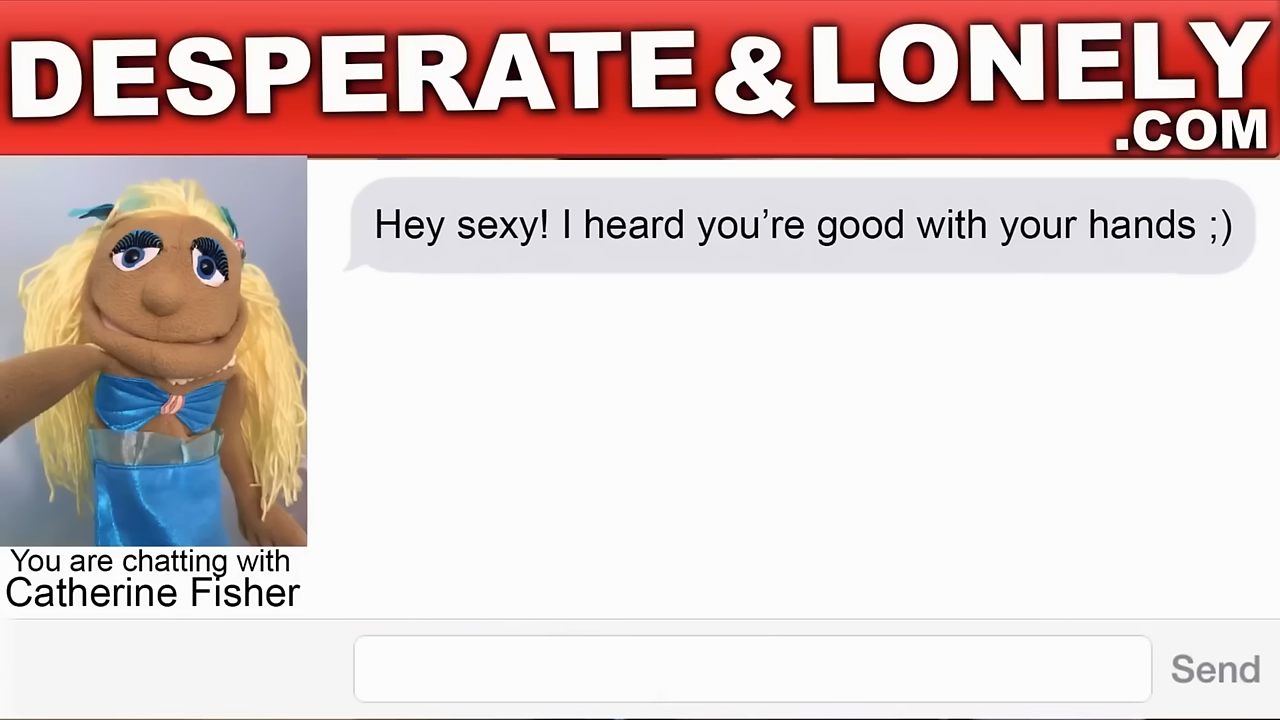 DESPERATE & LONELY
.COM
Hey sexy! I heard you’re good with your hands ;)
You are chatting with
Catherine Fisher
Send